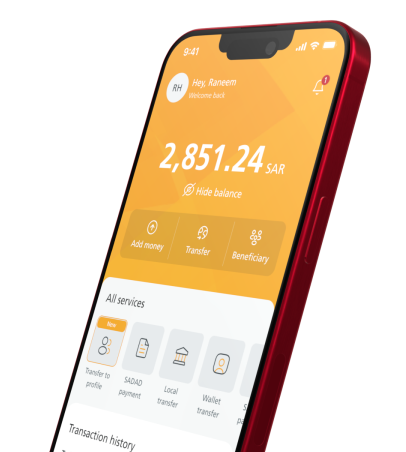 9:41
RH
Hey, Raneem
Welcome back
1
2,851.24 SAR
Hide balance
Add money
Transfer
Beneficiary
All services
New
Transfer to
profile
SADAD
payment
Local
transfer
Wallet
transfer
Transaction history